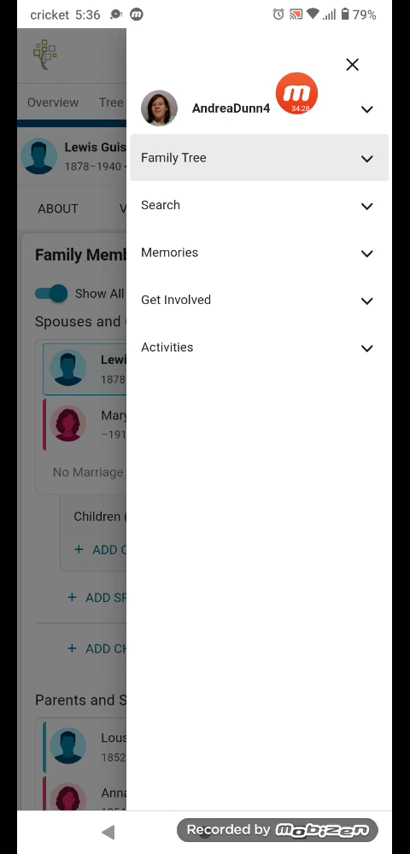 cricket 5:36 79%
AndreaDunn4
34:28
Overview Tree
Family Tree
Lewis Guis
1878–1940 •
Search
ABOUT V
Memories
Family Memb
Show All
Get Involved
Spouses and
Activities
Lewi
1878
Mary
–191
No Marriage
Children (
+ ADD C
+ ADD SP
+ ADD CH
Parents and S
Lous
1852
Anna
Recorded by mobizen